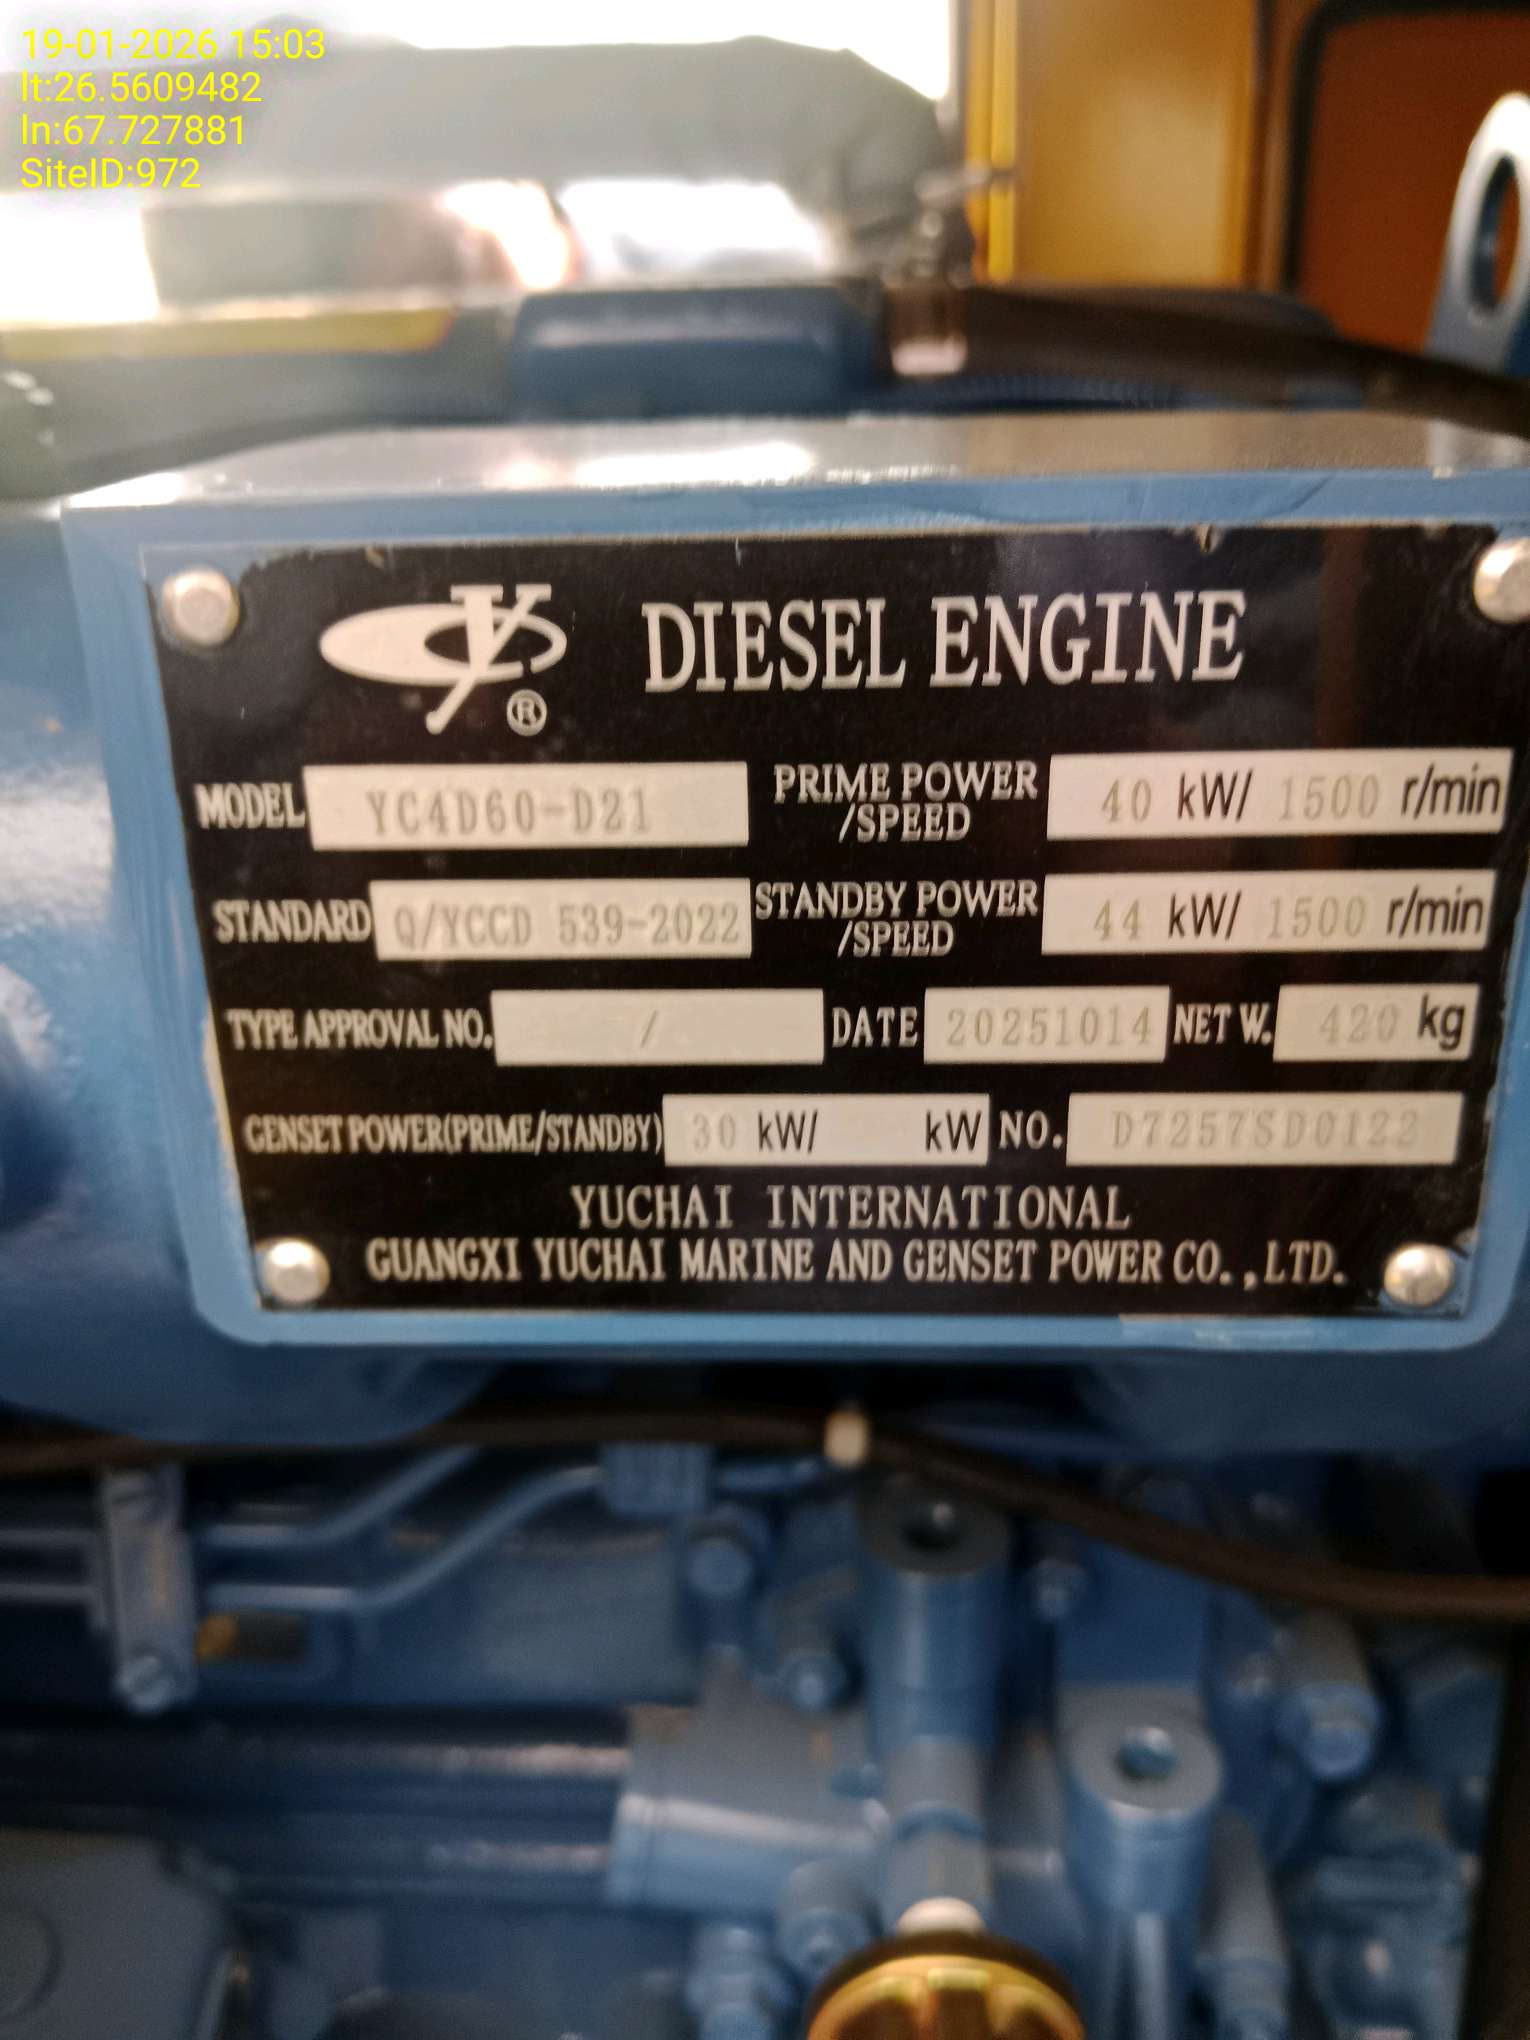 19-01-2026 15:03
lt:26.5609482
ln:67.727881
SiteID:972
DIESEL ENGINE
MODEL YC4D60-D21 PRIME POWER /SPEED 40 kW/ 1500 r/min
STANDARD Q/YCCD 539-2022 STANDBY POWER /SPEED 44 kW/ 1500 r/min
TYPE APPROVAL NO. / DATE 20251014 NET W. 420 kg
GENSET POWER(PRIME/STANDBY) 30 kW/ kW NO. D7257SD0122
YUCHAI INTERNATIONAL
GUANGXI YUCHAI MARINE AND GENSET POWER CO.,LTD.